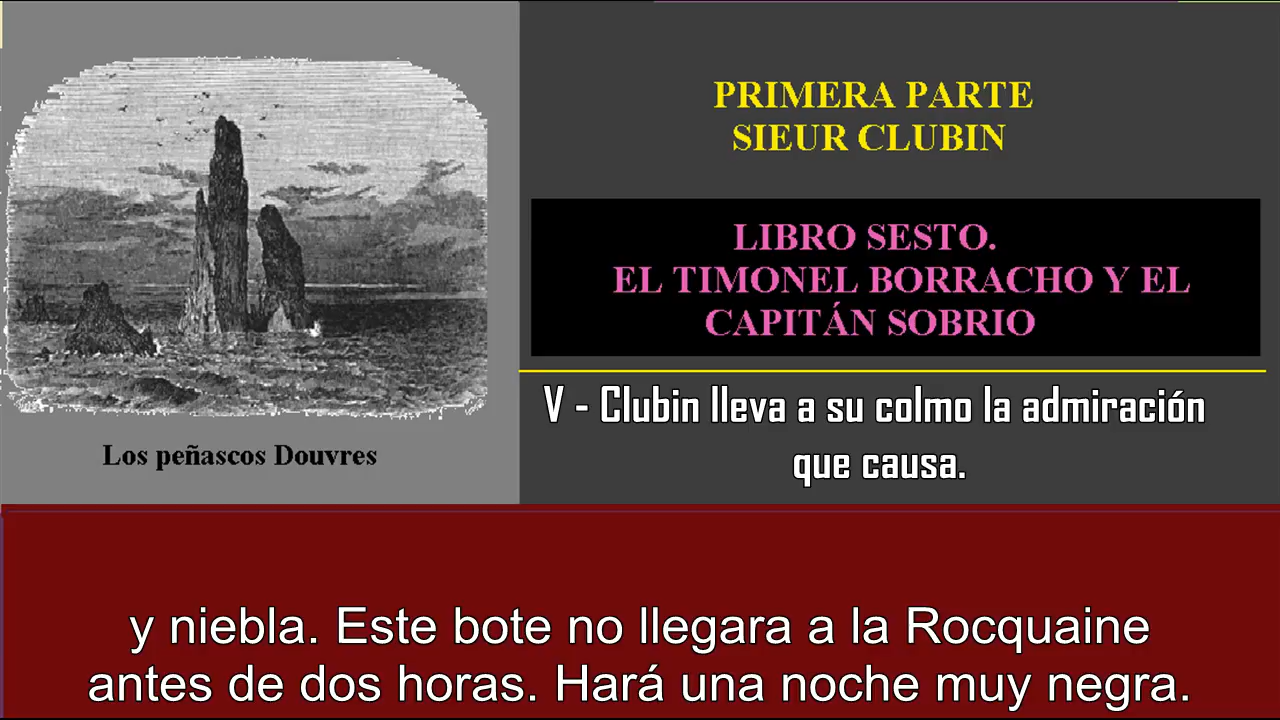 PRIMERA PARTE
SIEUR CLUBIN
LIBRO SESTO.
EL TIMONEL BORRACHO Y EL
CAPITÁN SOBRIO
V - Clubin lleva a su colmo la admiración
que causa.
Los peñascos Douvres
y niebla. Este bote no llegara a la Rocquaine
antes de dos horas. Hará una noche muy negra.